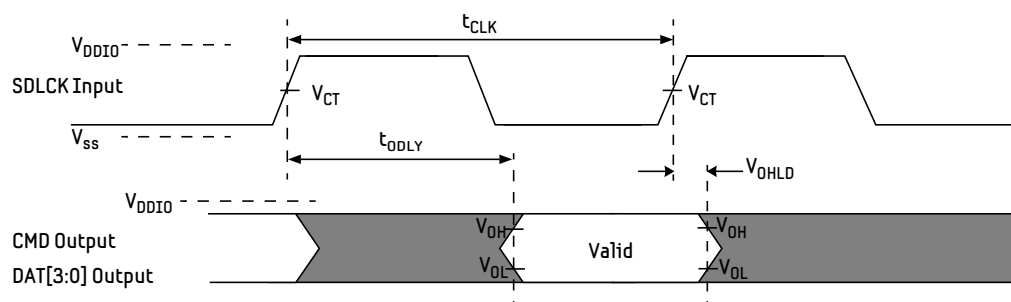 tCLK
VDDIO
SDLCK Input
VCT
VCT
Vss
tODLY
VOHLD
VDDIO
VOH
VOH
CMD Output
Valid
DAT[3:0] Output
VOL
VOL